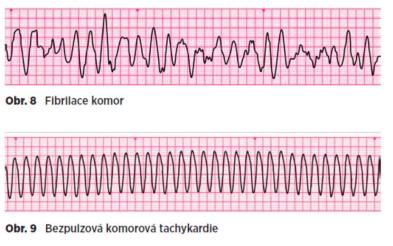 Obr. 8 Fibrilace komor
Obr. 9 Bezpulzová komorová tachykardie